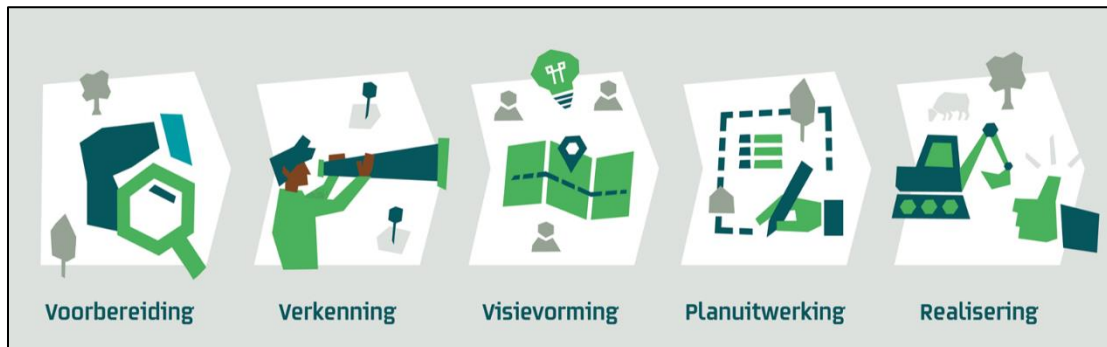 Voorbereiding
Verkenning
Visievorming
Planuitwerking
Realisering